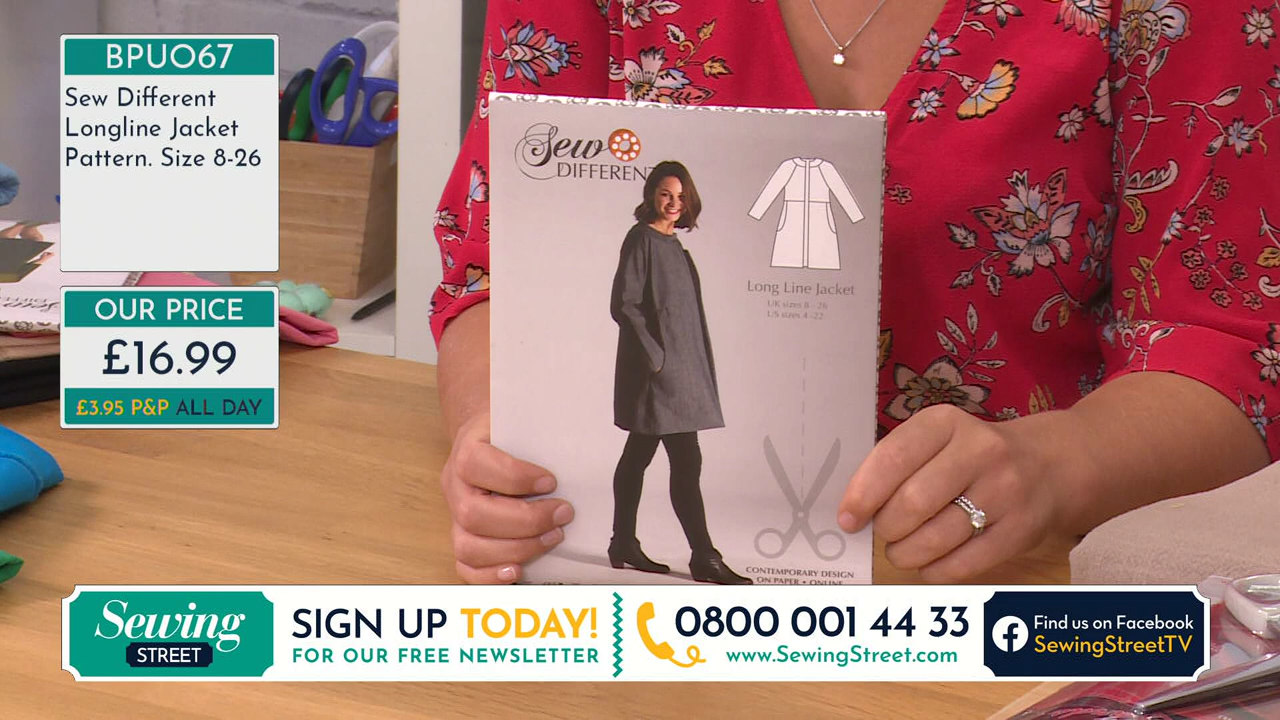 BPUO67
Sew Different
Longline Jacket
Pattern. Size 8-26
OUR PRICE
£16.99
£3.95 P&P ALL DAY
Sew
DIFFERENT
Long Line Jacket
UK sizes 8 - 26
US sizes 4 -22
CONTEMPORARY DESIGN
ON PAPER • ONLINE
Sewing
STREET
SIGN UP TODAY!
FOR OUR FREE NEWSLETTER
0800 001 44 33
www.SewingStreet.com
Find us on Facebook
SewingStreetTV